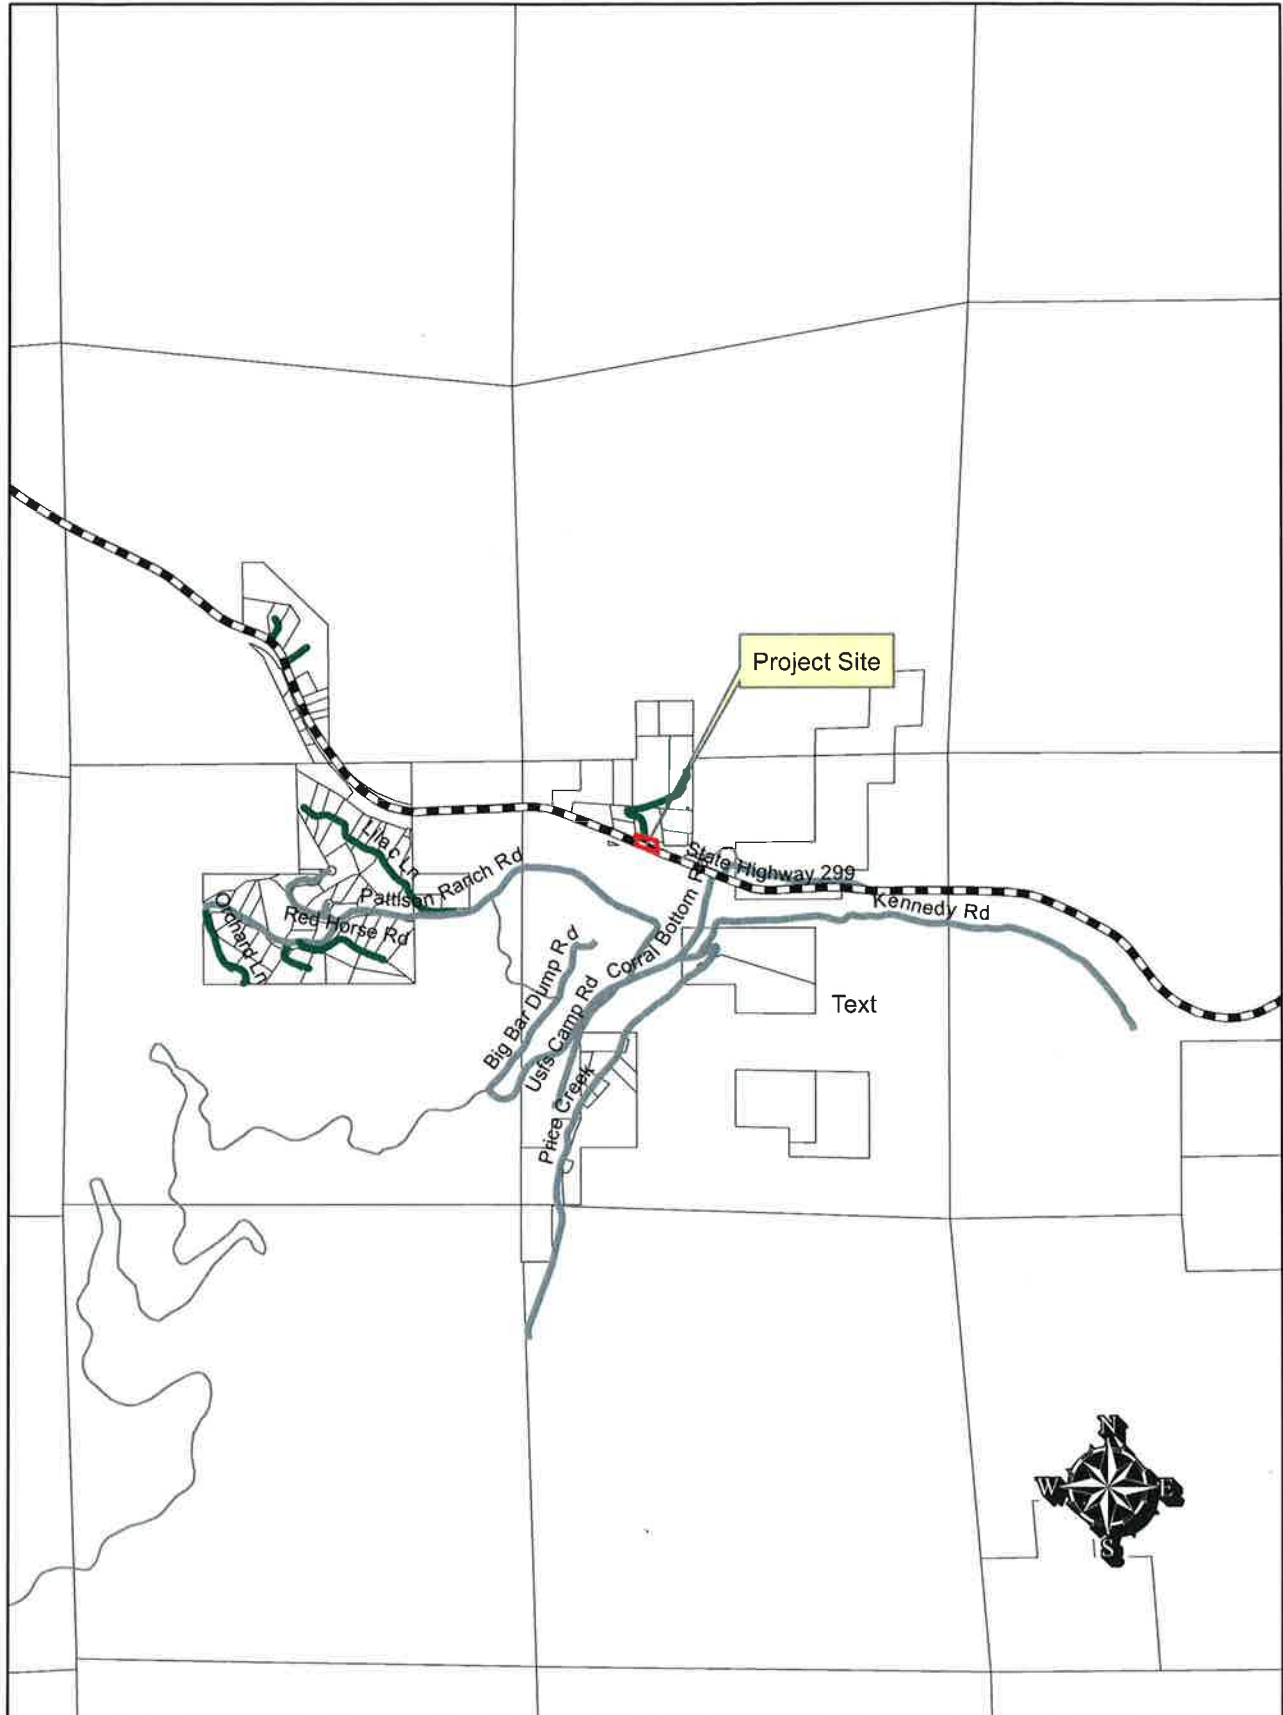 Project Site
State Highway 299
Lilac Ln
Pattison Ranch Rd
Kennedy Rd
Red Horse Rd
Orchard Ln
Corral Bottom R
Big Bar Dump Rd
Usfs Camp Rd
Text
Price Creek
N
W
E
S